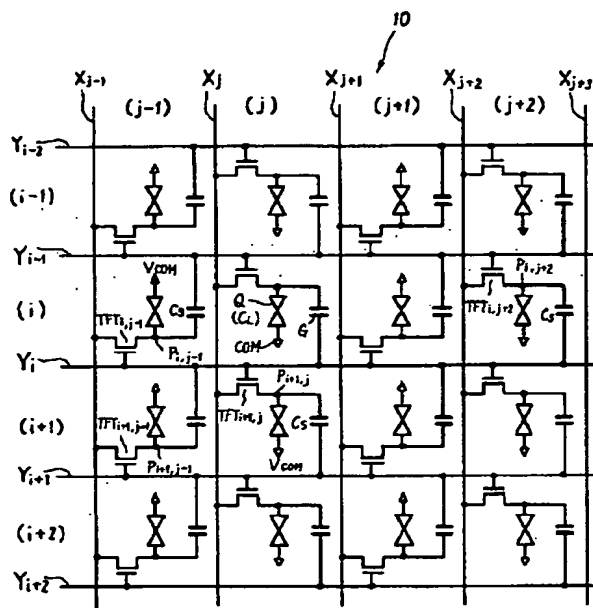 10
Xj-1 Xj Xj+1 Xj+2 Xj+3
(j-1) (j) (j+1) (j+2)
Yi-2
(i-1)
Yi-1
VCOM Pi,j+2
Q
(i) Cs (CL) G TFTi,j+2 Cs
TFTi,j-1 COM
Pi,j-1
Yi
Pi+1,j
TFTi+1,j
(i+1) TFTi+1,j-1 Cs
Pi+1,j-1 VCOM
Yi+1
(i+2)
Yi+2